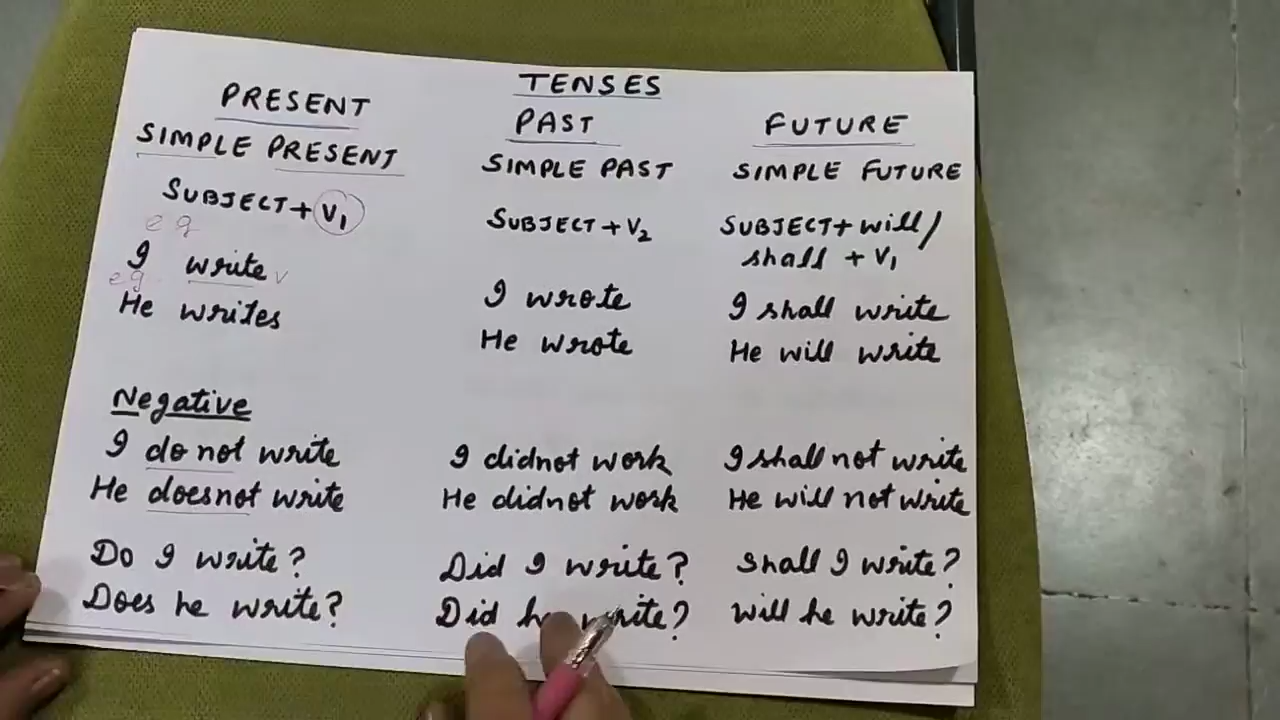 TENSES
PRESENT
SIMPLE PRESENT
SUBJECT + V1
eg
I write v
eg.
He writes
Negative
I do not write
He doesnot write
Do I write?
Does he write?
PAST
SIMPLE PAST
SUBJECT + V2
I wrote
He wrote
I didnot work
He didnot work
Did I write?
Did he write?
FUTURE
SIMPLE FUTURE
SUBJECT + will/
shall + V1
I shall write
He will write
I shall not write
He will not write
Shall I write?
Will he write?